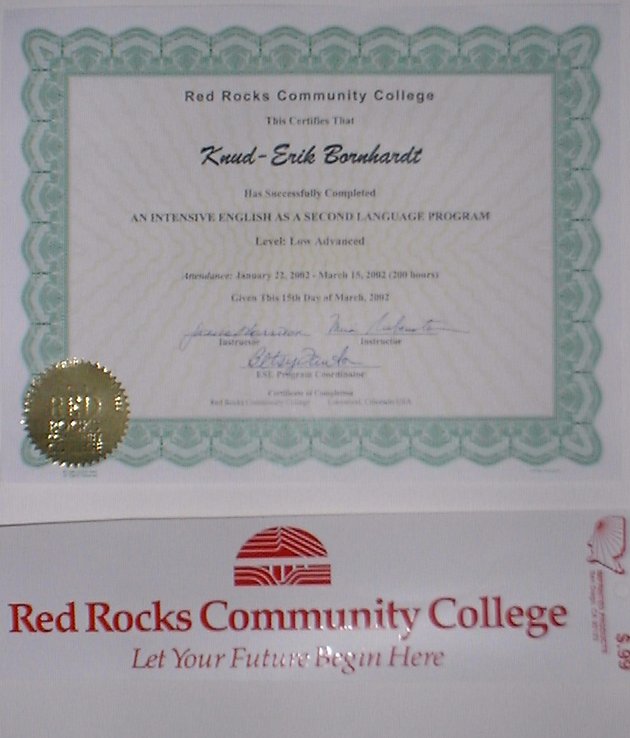 Red Rocks Community College
This Certifies That
Knud-Erik Bornhardt
Has Successfully Completed
AN INTENSIVE ENGLISH AS A SECOND LANGUAGE PROGRAM
Level: Low Advanced
Attendance: January 22, 2002 - March 15, 2002 (200 hours)
Given This 15th Day of March, 2002
Instructor Instructor
ESL Program Coordinator
Certificate of Completion
Red Rocks Community College Lakewood, Colorado USA
RED
ROCKS
Red Rocks Community College
Let Your Future Begin Here
$.99